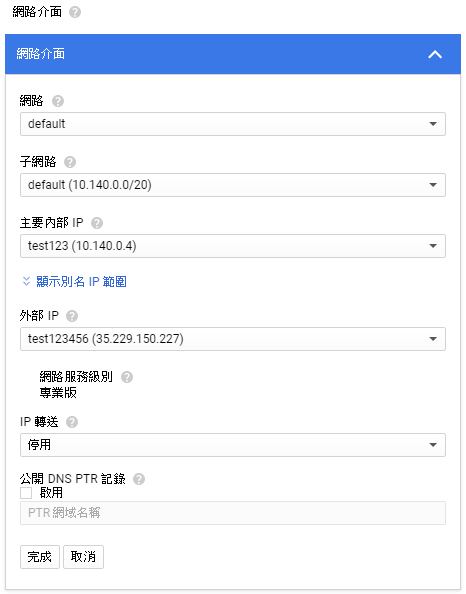 網路介面
網路介面
網路
default
子網路
default (10.140.0.0/20)
主要內部 IP
test123 (10.140.0.4)
顯示別名 IP 範圍
外部 IP
test123456 (35.229.150.227)
網路服務級別
專業版
IP 轉送
停用
公開 DNS PTR 記錄
啟用
PTR 網域名稱
完成 取消